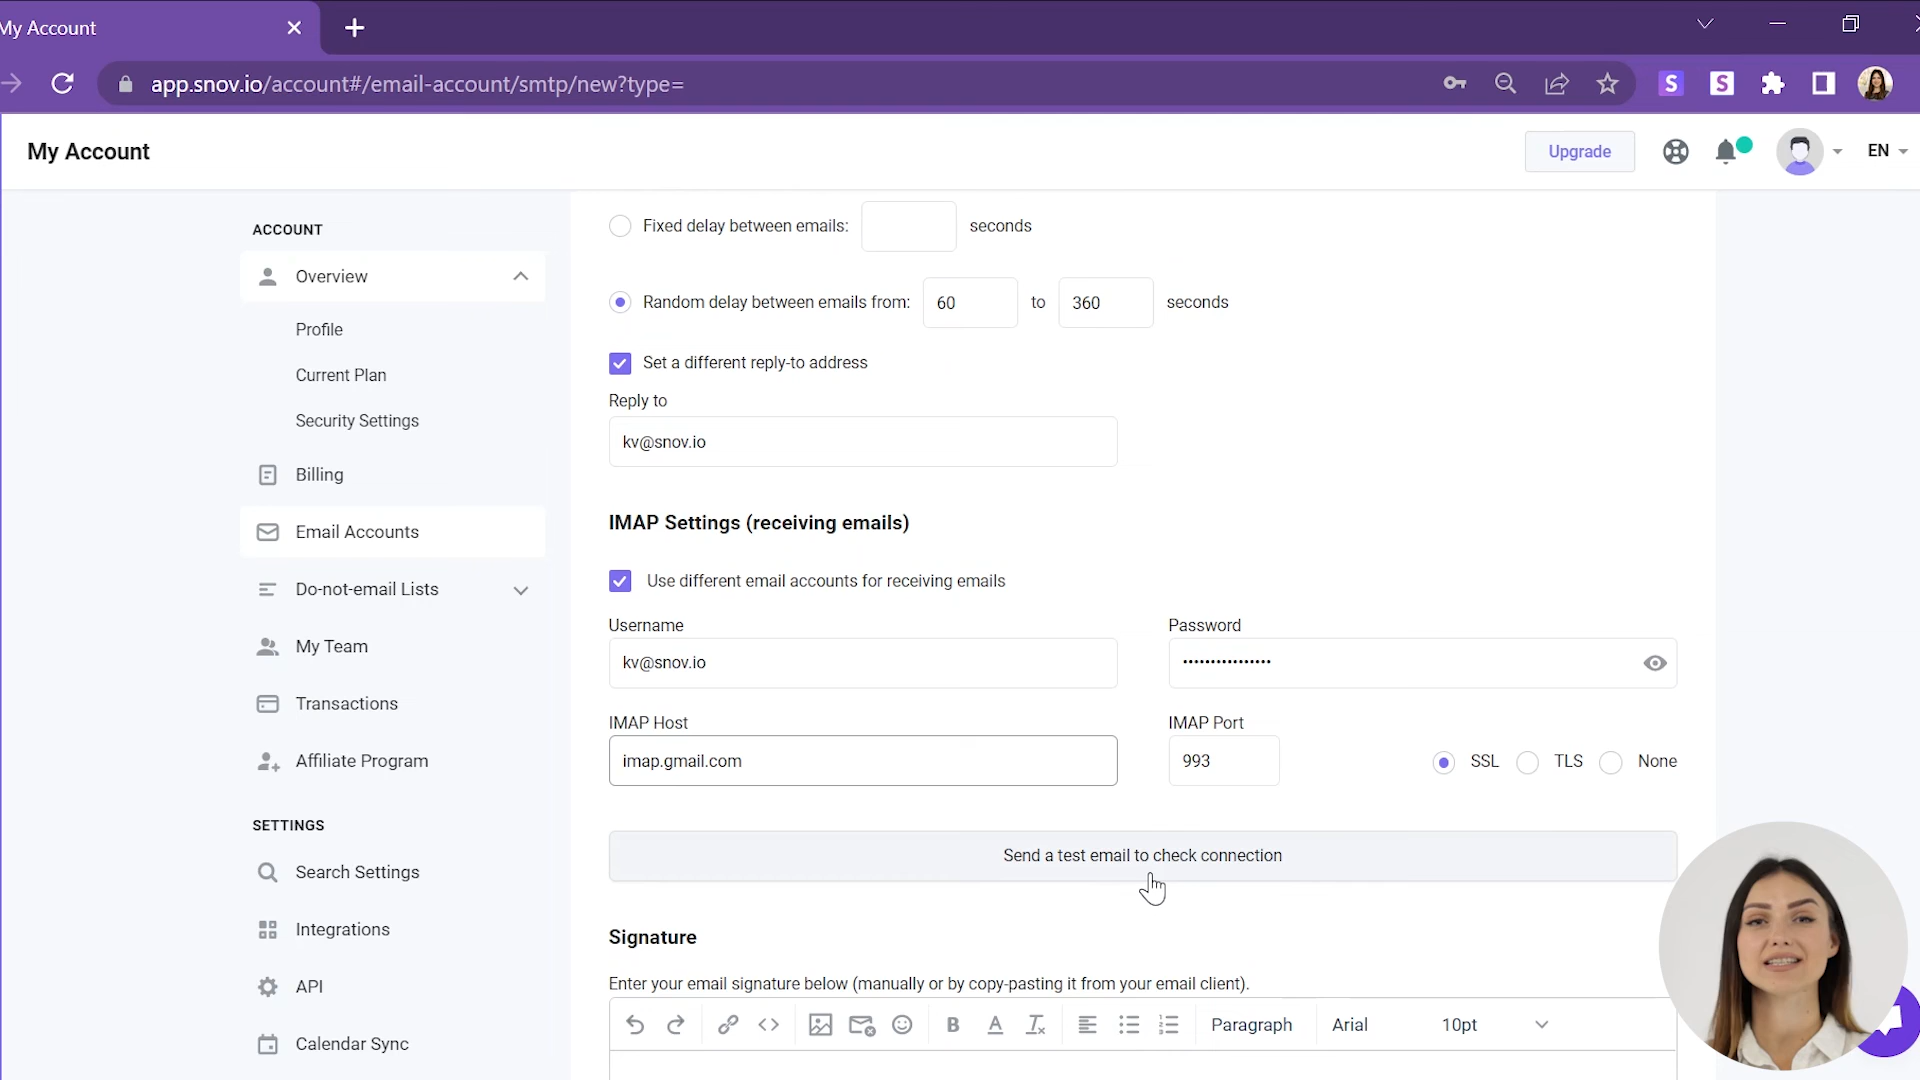 My Account
app.snov.io/account#/email-account/smtp/new?type=
S
S
My Account
Upgrade
EN
ACCOUNT
Overview
Profile
Current Plan
Security Settings
Billing
Email Accounts
Do-not-email Lists
My Team
Transactions
Affiliate Program
SETTINGS
Search Settings
Integrations
API
Calendar Sync
Fixed delay between emails: seconds
Random delay between emails from: 60 to 360 seconds
Set a different reply-to address
Reply to
kv@snov.io
IMAP Settings (receiving emails)
Use different email accounts for receiving emails
Username Password
kv@snov.io ••••••••••••••••
IMAP Host IMAP Port
imap.gmail.com 993 SSL TLS None
Send a test email to check connection
Signature
Enter your email signature below (manually or by copy-pasting it from your email client).
B A Paragraph Arial 10pt